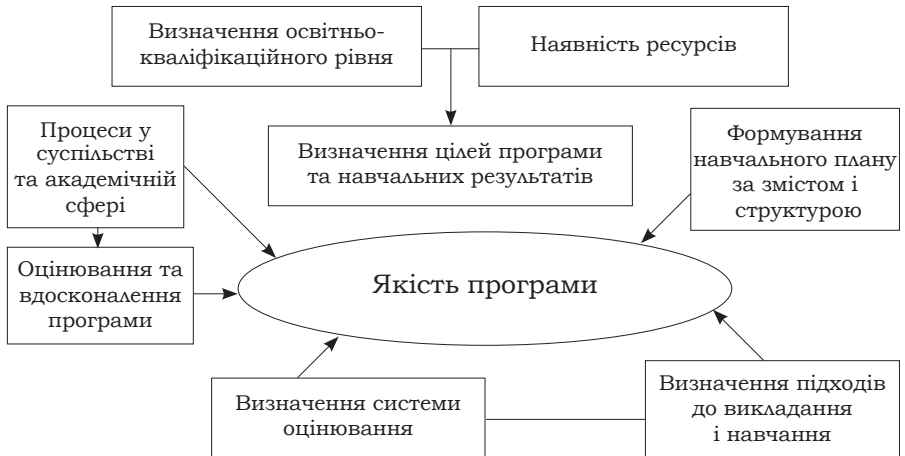 Визначення освітньо-
кваліфікаційного рівня
Наявність ресурсів
Процеси у
суспільстві
та академічній
сфері
Визначення цілей програми
та навчальних результатів
Формування
навчального плану
за змістом і
структурою
Оцінювання та
вдосконалення
програми
Якість програми
Визначення системи
оцінювання
Визначення підходів
до викладання
і навчання